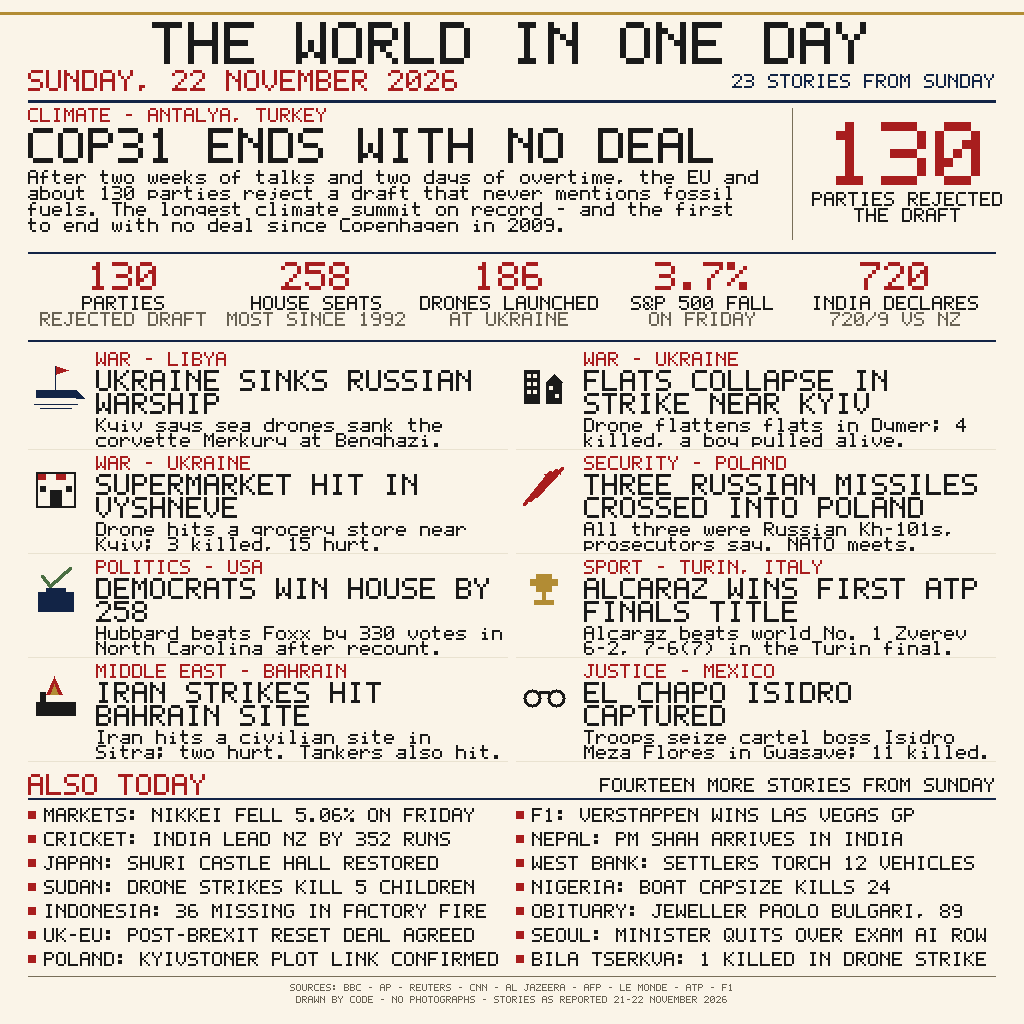 THE WORLD IN ONE DAY
SUNDAY, 22 NOVEMBER 2026
23 STORIES FROM SUNDAY
CLIMATE - ANTALYA, TURKEY
COP31 ENDS WITH NO DEAL
After two weeks of talks and two days of overtime, the EU and
about 130 parties reject a draft that never mentions fossil
fuels. The longest climate summit on record - and the first
to end with no deal since Copenhagen in 2009.
130
PARTIES REJECTED
THE DRAFT
130
PARTIES
REJECTED DRAFT
258
HOUSE SEATS
MOST SINCE 1992
186
DRONES LAUNCHED
AT UKRAINE
3.7%
S&P 500 FALL
ON FRIDAY
720
INDIA DECLARES
720/9 VS NZ
WAR - LIBYA
UKRAINE SINKS RUSSIAN
WARSHIP
Kyiv says sea drones sank the
corvette Merkury at Benghazi.
WAR - UKRAINE
FLATS COLLAPSE IN
STRIKE NEAR KYIV
Drone flattens flats in Dymer; 4
killed, a boy pulled alive.
WAR - UKRAINE
SUPERMARKET HIT IN
VYSHNEVE
Drone hits a grocery store near
Kyiv; 3 killed, 15 hurt.
SECURITY - POLAND
THREE RUSSIAN MISSILES
CROSSED INTO POLAND
All three were Russian Kh-101s,
prosecutors say. NATO meets.
POLITICS - USA
DEMOCRATS WIN HOUSE BY
258
Hubbard beats Foxx by 330 votes in
North Carolina after recount.
SPORT - TURIN, ITALY
ALCARAZ WINS FIRST ATP
FINALS TITLE
Alcaraz beats world No. 1 Zverev
6-2, 7-6(7) in the Turin final.
MIDDLE EAST - BAHRAIN
IRAN STRIKES HIT
BAHRAIN SITE
Iran hits a civilian site in
Sitra; two hurt. Tankers also hit.
JUSTICE - MEXICO
EL CHAPO ISIDRO
CAPTURED
Troops seize cartel boss Isidro
Meza Flores in Guasave; 11 killed.
ALSO TODAY
FOURTEEN MORE STORIES FROM SUNDAY
MARKETS: NIKKEI FELL 5.06% ON FRIDAY
CRICKET: INDIA LEAD NZ BY 352 RUNS
JAPAN: SHURI CASTLE HALL RESTORED
SUDAN: DRONE STRIKES KILL 5 CHILDREN
INDONESIA: 36 MISSING IN FACTORY FIRE
UK-EU: POST-BREXIT RESET DEAL AGREED
POLAND: KYIVSTONER PLOT LINK CONFIRMED
F1: VERSTAPPEN WINS LAS VEGAS GP
NEPAL: PM SHAH ARRIVES IN INDIA
WEST BANK: SETTLERS TORCH 12 VEHICLES
NIGERIA: BOAT CAPSIZE KILLS 24
OBITUARY: JEWELLER PAOLO BULGARI, 89
SEOUL: MINISTER QUITS OVER EXAM AI ROW
BILA TSERKVA: 1 KILLED IN DRONE STRIKE
SOURCES: BBC - AP - REUTERS - CNN - AL JAZEERA - AFP - LE MONDE - ATP - F1
DRAWN BY CODE - NO PHOTOGRAPHS - STORIES AS REPORTED 21-22 NOVEMBER 2026